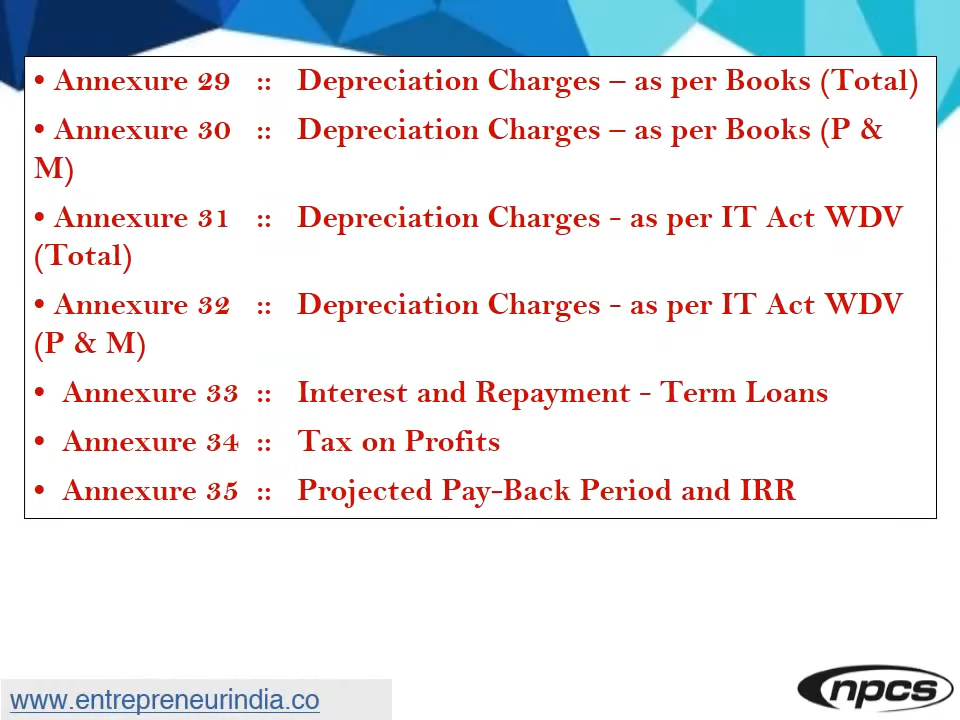 • Annexure 29 :: Depreciation Charges – as per Books (Total)
• Annexure 30 :: Depreciation Charges – as per Books (P &
M)
• Annexure 31 :: Depreciation Charges - as per IT Act WDV
(Total)
• Annexure 32 :: Depreciation Charges - as per IT Act WDV
(P & M)
• Annexure 33 :: Interest and Repayment - Term Loans
• Annexure 34 :: Tax on Profits
• Annexure 35 :: Projected Pay-Back Period and IRR
www.entrepreneurindia.co
npcs